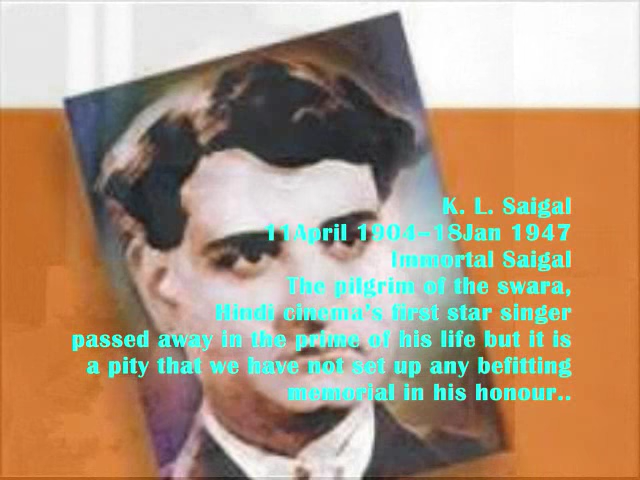 K. L. Saigal
11April 1904–18Jan 1947
Immortal Saigal
The pilgrim of the swara,
Hindi cinema's first star singer
passed away in the prime of his life but it is
a pity that we have not set up any befitting
memorial in his honour..